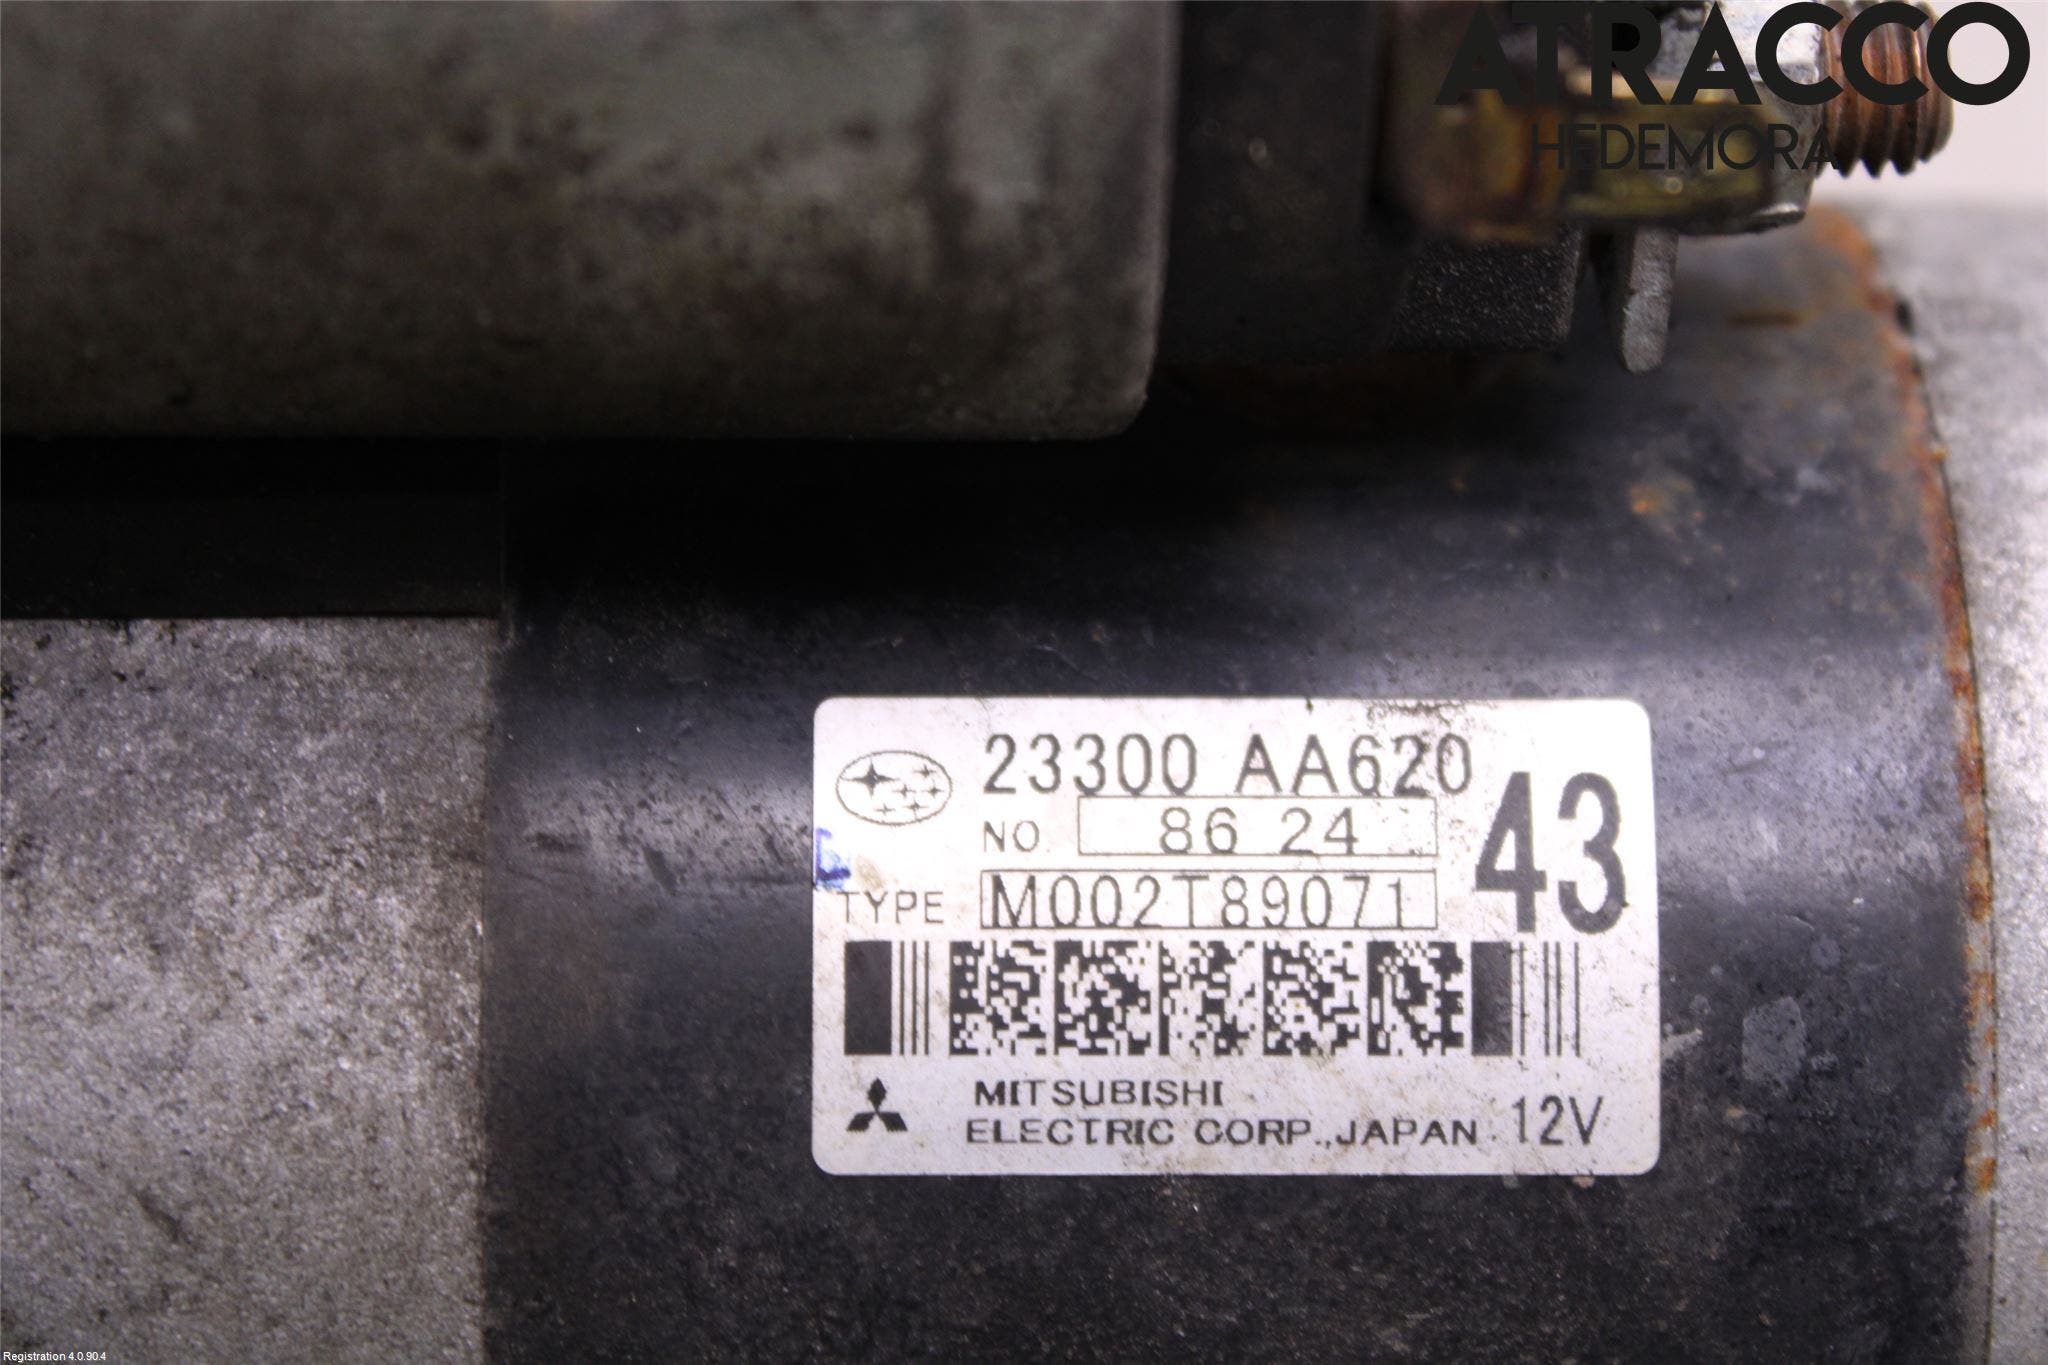 ATRACCO
HEDEMORA
23300 AA620
NO. 86 24
43
TYPE M002T89071
MITSUBISHI
ELECTRIC CORP., JAPAN 12V
Registration 4.0.90.4